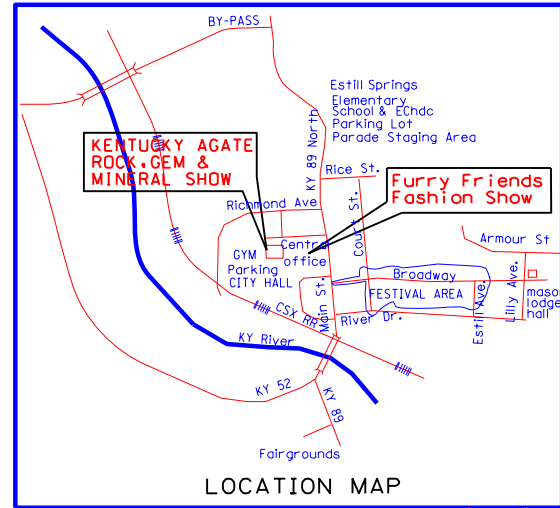 BY-PASS
Estill Springs
Elementary
School & EChdc
Parking Lot
Parade Staging Area
KY 89 North
KENTUCKY AGATE
ROCK,GEM &
MINERAL SHOW
Rice St.
Furry Friends
Fashion Show
Richmond Ave
Court St.
Central
office
Armour St
GYM
Parking
CITY HALL
Main St.
Broadway
FESTIVAL AREA
Estill Ave.
Lilly Ave.
mason
lodge
hall
CSX RR
River Dr.
KY River
KY 52
KY 89
Fairgrounds
LOCATION MAP